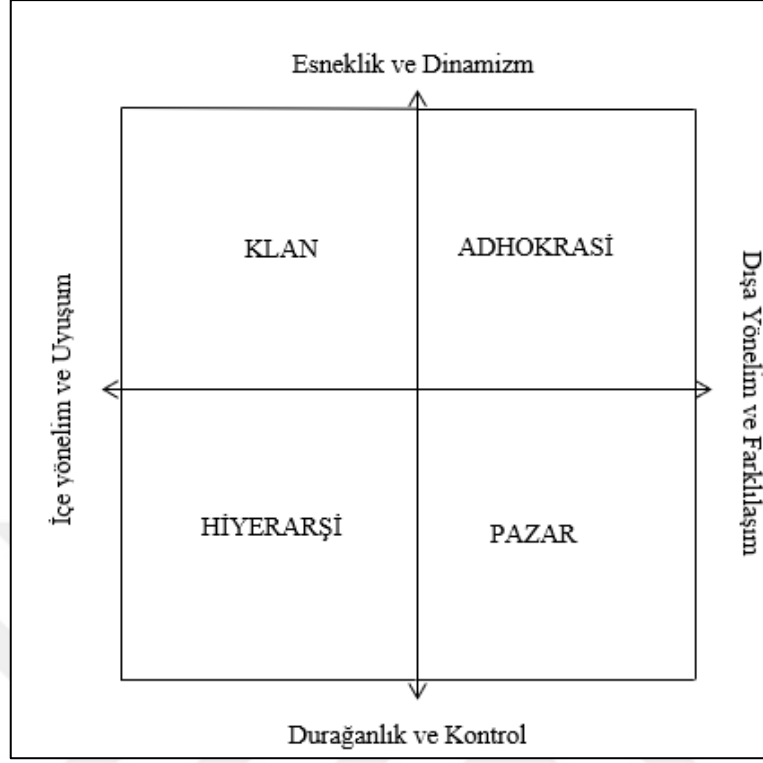 Esneklik ve Dinamizm
KLAN
ADHOKRASİ
İçe yönelim ve Uyuşum
Dışa Yönelim ve Farklılaşım
HİYERARŞİ
PAZAR
Durağanlık ve Kontrol